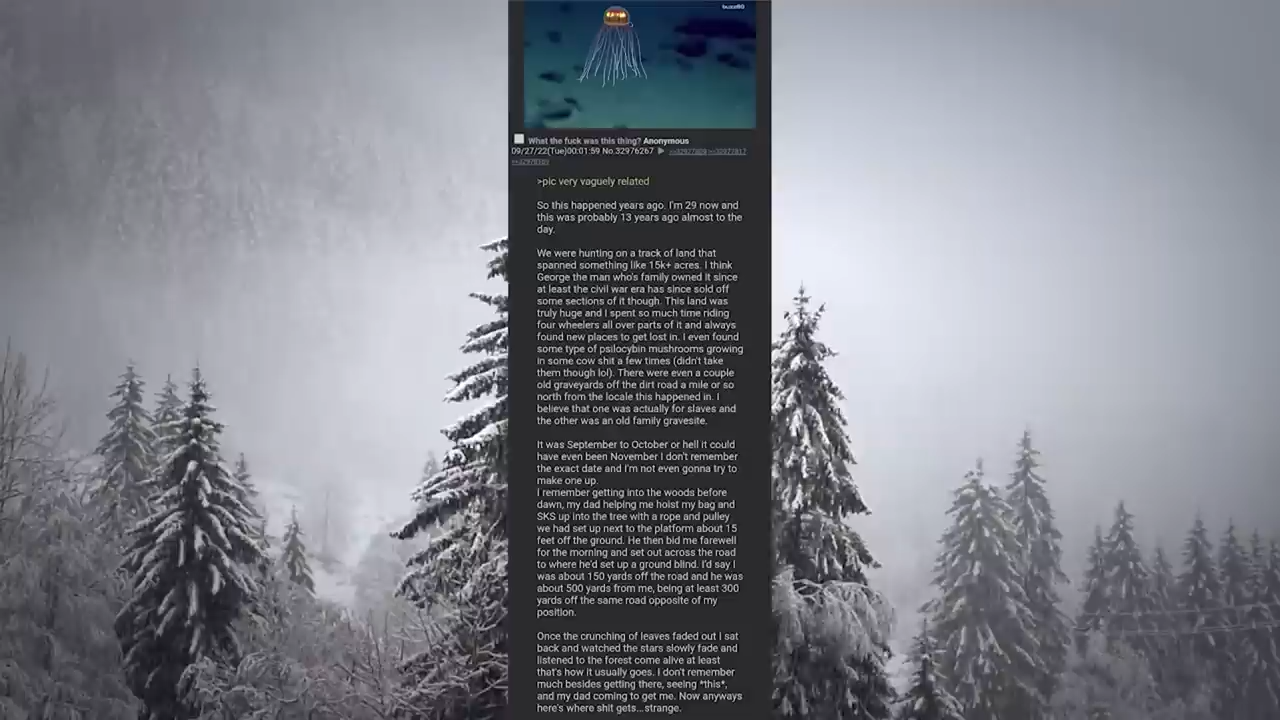 buzz60
What the fuck was this thing? Anonymous
09/27/22(Tue)00:01:59 No.32976267 ▶ >>32977809 >>32977817
>pic very vaguely related
So this happened years ago. I'm 29 now and
this was probably 13 years ago almost to the
day.
We were hunting on a track of land that
spanned something like 15k+ acres. I think
George the man who's family owned it since
at least the civil war era has since sold off
some sections of it though. This land was
truly huge and I spent so much time riding
four wheelers all over parts of it and always
found new places to get lost in. I even found
some type of psilocybin mushrooms growing
in some cow shit a few times (didn't take
them though lol). There were even a couple
old graveyards off the dirt road a mile or so
north from the locale this happened in. I
believe that one was actually for slaves and
the other was an old family gravesite.
It was September to October or hell it could
have even been November I don't remember
the exact date and I'm not even gonna try to
make one up.
I remember getting into the woods before
dawn, my dad helping me hoist my bag and
SKS up into the tree with a rope and pulley
we had set up next to the platform about 15
feet off the ground. He then bid me farewell
for the morning and set out across the road
to where he'd set up a ground blind. I'd say I
was about 150 yards off the road and he was
about 500 yards from me, being at least 300
yards off the same road opposite of my
position.
Once the crunching of leaves faded out I sat
back and watched the stars slowly fade and
listened to the forest come alive at least
that's how it usually goes. I don't remember
much besides getting there, seeing *this*,
and my dad coming to get me. Now anyways
here's where shit gets...strange.